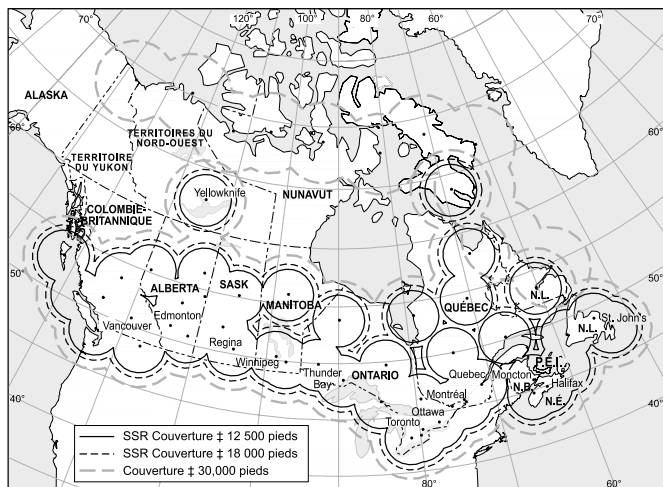 120°
100°
80°
60°
70°
70°
ALASKA
60°
TERRITOIRES DU
NORD-OUEST
TERRITOIRE
DU YUKON
60°
Yellowknife
NUNAVUT
COLOMBIE-
BRITANNIQUE
50°
ALBERTA
SASK
MANITOBA
QUÉBEC
N.L.
N.L.
St. John's
50°
Edmonton
Vancouver
Regina
Winnipeg
Thunder
Bay
ONTARIO
Quebec
Moncton
P.E.I.
N.B.
Halifax
N.É.
Montréal
Ottawa
Toronto
40°
40°
80°
60°
SSR Couverture ‡ 12 500 pieds
SSR Couverture ‡ 18 000 pieds
Couverture ‡ 30,000 pieds